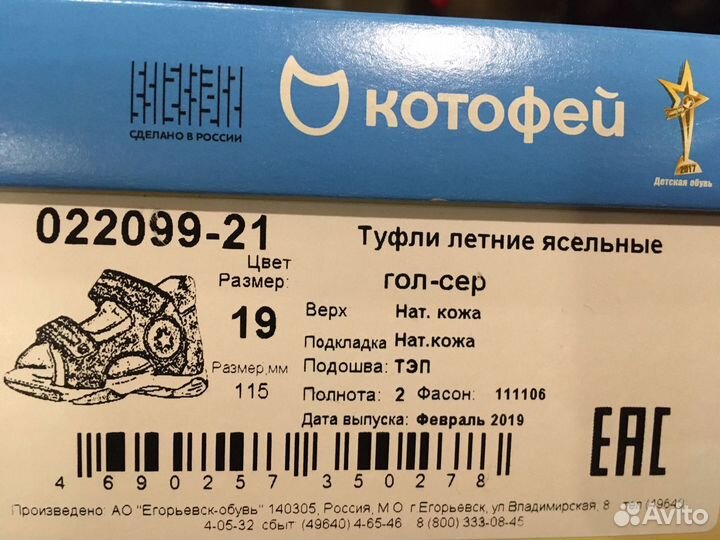 СДЕЛАНО В РОССИИ
КОТОФЕЙ
2017
Детская обувь
022099-21
Туфли летние ясельные
Цвет
гол-сер
Размер:
19
Верх Нат. кожа
Подкладка Нат.кожа
Размер,мм
115
Подошва: ТЭП
Полнота: 2 Фасон: 111106
Дата выпуска: Февраль 2019
EAC
4 690257 350278
Произведено: АО "Егорьевск-обувь" 140305, Россия, М О г.Егорьевск, ул.Владимирская, 8 тел (49640)
4-05-32 сбыт (49640) 4-65-46 8 (800) 333-08-45
Avito